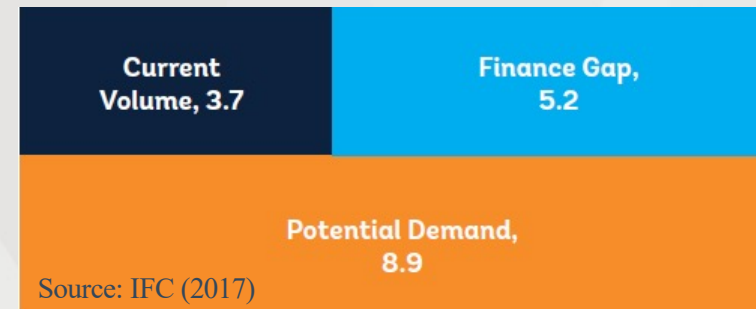 Current
Volume, 3.7
Finance Gap,
5.2
Potential Demand,
8.9
Source: IFC (2017)